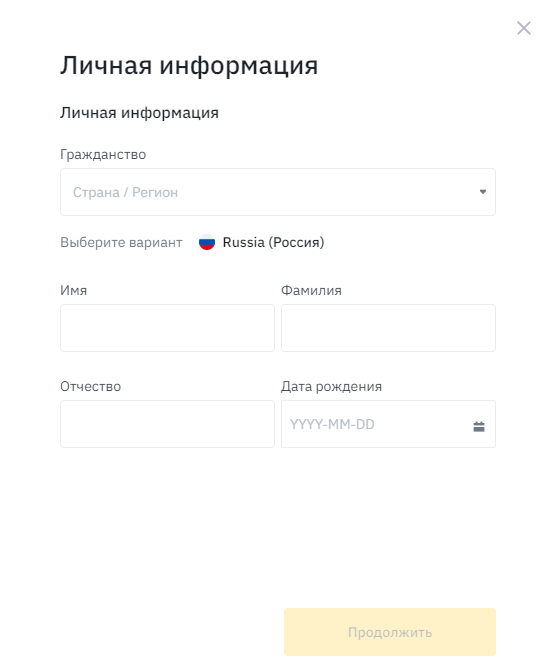 Личная информация
Личная информация
Гражданство
Страна / Регион
Выберите вариант Russia (Россия)
Имя Фамилия
Отчество Дата рождения
YYYY-MM-DD
Продолжить